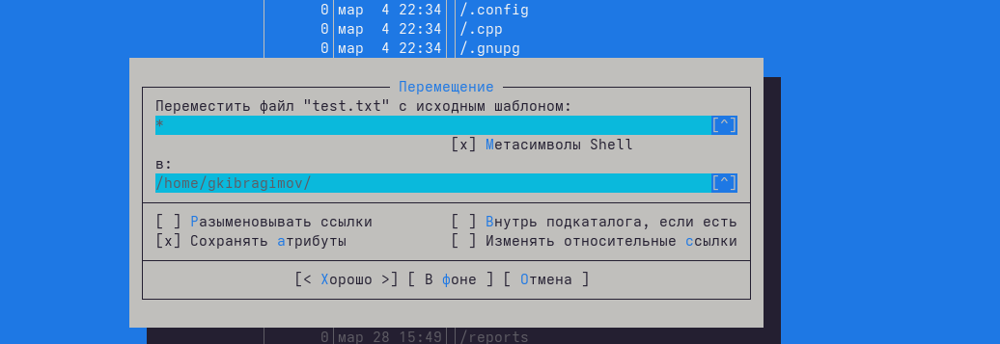 0 мар  4 22:34 /.config
0 мар  4 22:34 /.cpp
0 мар  4 22:34 /.gnupg
Перемещение
Переместить файл "test.txt" с исходным шаблоном:
* [^]
[x] Метасимволы Shell
в:
/home/gkibragimov/ [^]
[ ] Разыменовывать ссылки [ ] Внутрь подкаталога, если есть
[x] Сохранять атрибуты [ ] Изменять относительные ссылки
[< Хорошо >] [ В фоне ] [ Отмена ]
0 мар 28 15:49 /reports